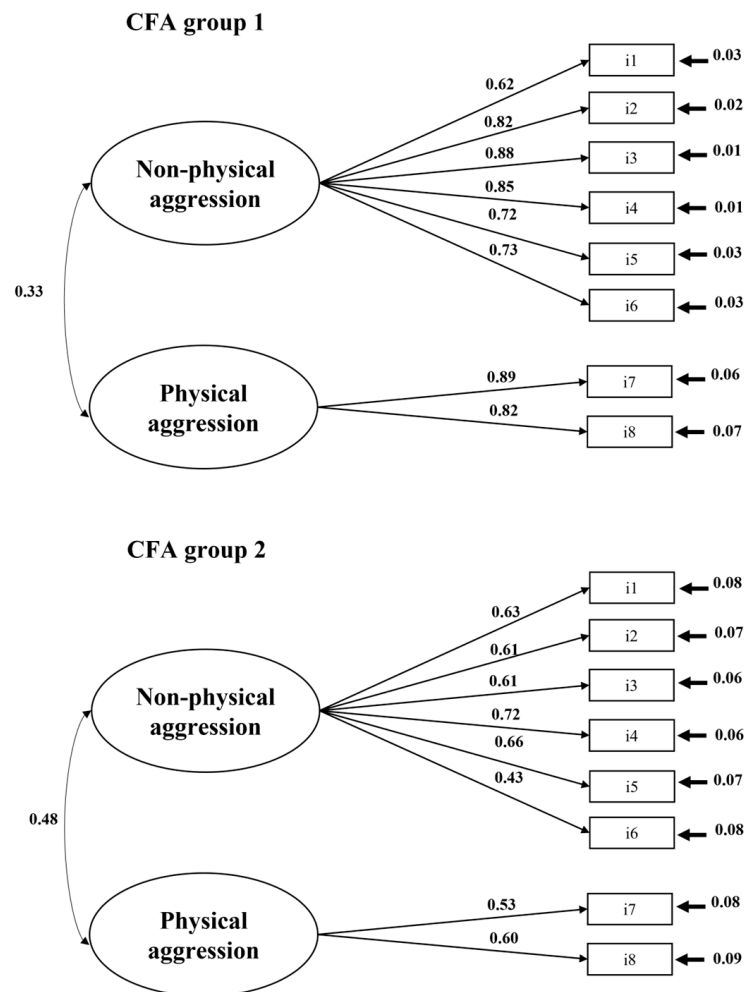 CFA group 1
0.62
i1
0.03
0.82
i2
0.02
Non-physical
aggression
0.88
i3
0.01
0.85
i4
0.01
0.72
i5
0.03
0.73
i6
0.03
0.33
Physical
aggression
0.89
i7
0.06
0.82
i8
0.07
CFA group 2
0.63
i1
0.08
0.61
i2
0.07
Non-physical
aggression
0.61
i3
0.06
0.72
i4
0.06
0.66
i5
0.07
0.43
i6
0.08
0.48
Physical
aggression
0.53
i7
0.08
0.60
i8
0.09